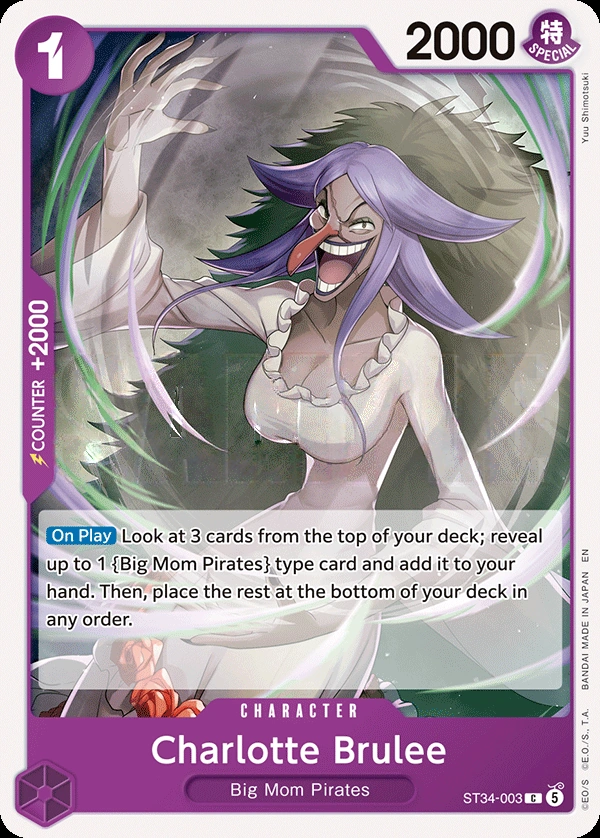 1
2000
特
SPECIAL
Yuu Shimotsuki
COUNTER +2000
On Play Look at 3 cards from the top of your deck; reveal
up to 1 {Big Mom Pirates} type card and add it to your
hand. Then, place the rest at the bottom of your deck in
any order.
CHARACTER
Charlotte Brulee
Big Mom Pirates
ST34-003 C 5
©EO/S ©E.O./S., T.A. BANDAI MADE IN JAPAN EN